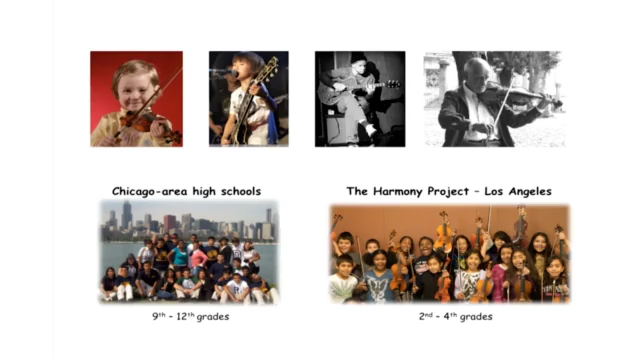 Chicago-area high schools
The Harmony Project – Los Angeles
9th – 12th grades
2nd – 4th grades